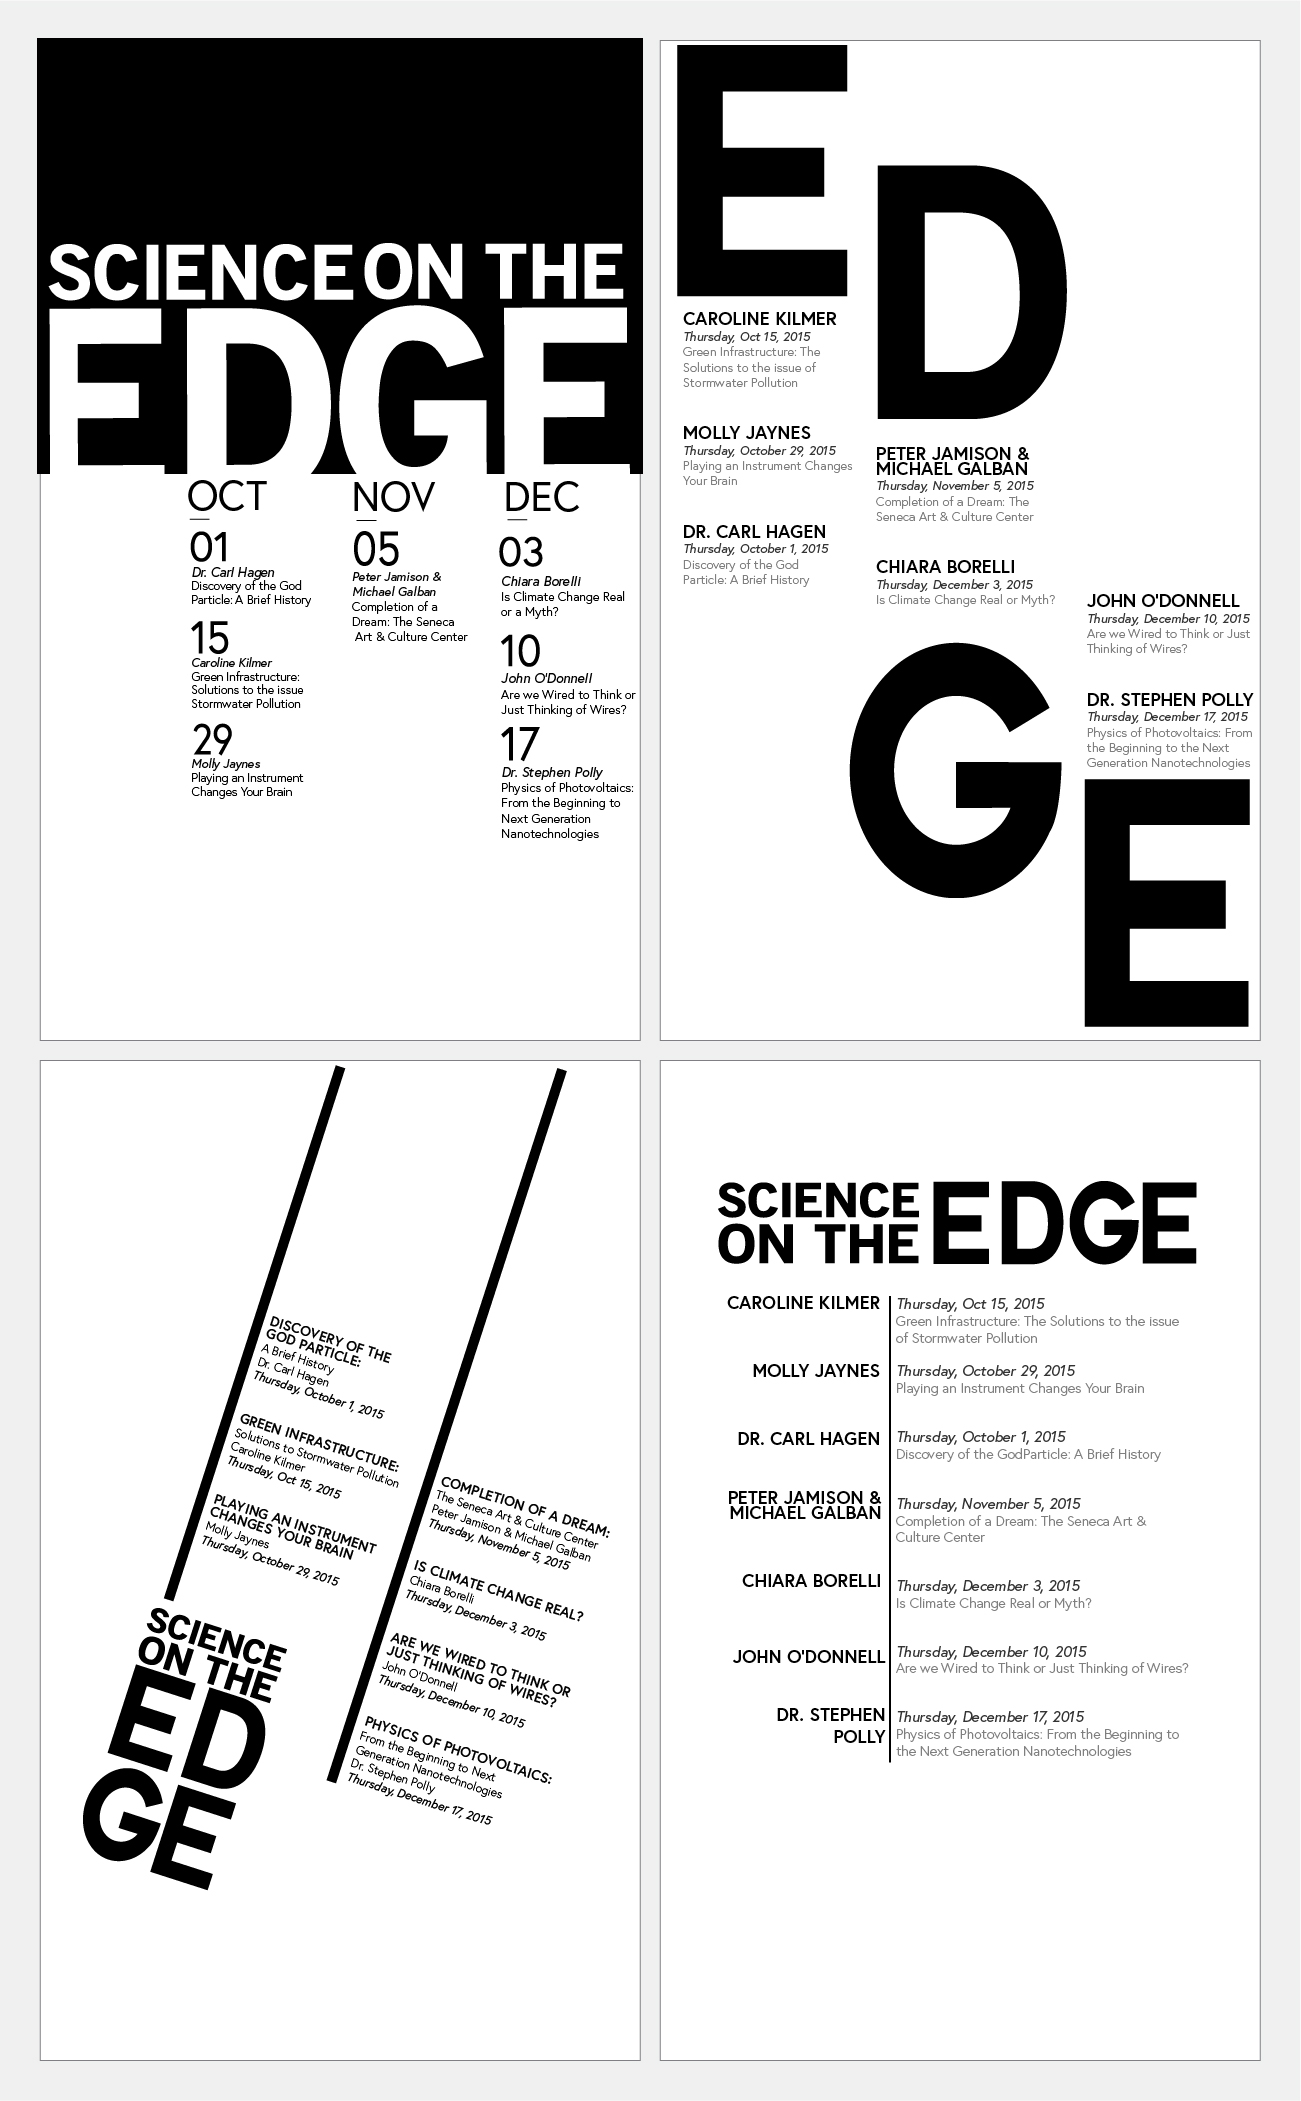 SCIENCE ON THE
EDGE
OCT
01
Dr. Carl Hagen
Discovery of the God
Particle: A Brief History
15
Caroline Kilmer
Green Infrastructure:
Solutions to the issue
Stormwater Pollution
29
Molly Jaynes
Playing an Instrument
Changes Your Brain
NOV
05
Peter Jamison &
Michael Galban
Completion of a
Dream: The Seneca
Art & Culture Center
DEC
03
Chiara Borelli
Is Climate Change Real
or a Myth?
10
John O'Donnell
Are we Wired to Think or
Just Thinking of Wires?
17
Dr. Stephen Polly
Physics of Photovoltaics:
From the Beginning to
Next Generation
Nanotechnologies
E
D
G
E
CAROLINE KILMER
Thursday, Oct 15, 2015
Green Infrastructure: The
Solutions to the issue of
Stormwater Pollution
MOLLY JAYNES
Thursday, October 29, 2015
Playing an Instrument Changes
Your Brain
DR. CARL HAGEN
Thursday, October 1, 2015
Discovery of the God
Particle: A Brief History
PETER JAMISON &
MICHAEL GALBAN
Thursday, November 5, 2015
Completion of a Dream: The
Seneca Art & Culture Center
CHIARA BORELLI
Thursday, December 3, 2015
Is Climate Change Real or Myth?
JOHN O'DONNELL
Thursday, December 10, 2015
Are we Wired to Think or Just
Thinking of Wires?
DR. STEPHEN POLLY
Thursday, December 17, 2015
Physics of Photovoltaics: From
the Beginning to the Next
Generation Nanotechnologies
DISCOVERY OF THE
GOD PARTICLE:
A Brief History
Dr. Carl Hagen
Thursday, October 1, 2015
GREEN INFRASTRUCTURE:
Solutions to Stormwater Pollution
Caroline Kilmer
Thursday, Oct 15, 2015
PLAYING AN INSTRUMENT
CHANGES YOUR BRAIN
Molly Jaynes
Thursday, October 29, 2015
SCIENCE
ON THE
ED
GE
COMPLETION OF A DREAM:
The Seneca Art & Culture Center
Peter Jamison & Michael Galban
Thursday, November 5, 2015
IS CLIMATE CHANGE REAL?
Chiara Borelli
Thursday, December 3, 2015
ARE WE WIRED TO THINK OR
JUST THINKING OF WIRES?
John O'Donnell
Thursday, December 10, 2015
PHYSICS OF PHOTOVOLTAICS:
From the Beginning to Next
Generation Nanotechnologies
Dr. Stephen Polly
Thursday, December 17, 2015
SCIENCE
ON THE
EDGE
CAROLINE KILMER
Thursday, Oct 15, 2015
Green Infrastructure: The Solutions to the issue
of Stormwater Pollution
MOLLY JAYNES
Thursday, October 29, 2015
Playing an Instrument Changes Your Brain
DR. CARL HAGEN
Thursday, October 1, 2015
Discovery of the GodParticle: A Brief History
PETER JAMISON &
MICHAEL GALBAN
Thursday, November 5, 2015
Completion of a Dream: The Seneca Art &
Culture Center
CHIARA BORELLI
Thursday, December 3, 2015
Is Climate Change Real or Myth?
JOHN O'DONNELL
Thursday, December 10, 2015
Are we Wired to Think or Just Thinking of Wires?
DR. STEPHEN
POLLY
Thursday, December 17, 2015
Physics of Photovoltaics: From the Beginning to
the Next Generation Nanotechnologies